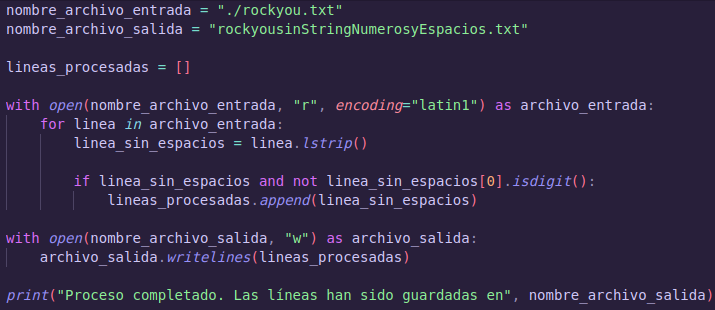 nombre_archivo_entrada = "./rockyou.txt"
nombre_archivo_salida = "rockyousinStringNumerosyEspacios.txt"
lineas_procesadas = []
with open(nombre_archivo_entrada, "r", encoding="latin1") as archivo_entrada:
for linea in archivo_entrada:
linea_sin_espacios = linea.lstrip()
if linea_sin_espacios and not linea_sin_espacios[0].isdigit():
lineas_procesadas.append(linea_sin_espacios)
with open(nombre_archivo_salida, "w") as archivo_salida:
archivo_salida.writelines(lineas_procesadas)
print("Proceso completado. Las líneas han sido guardadas en", nombre_archivo_salida)